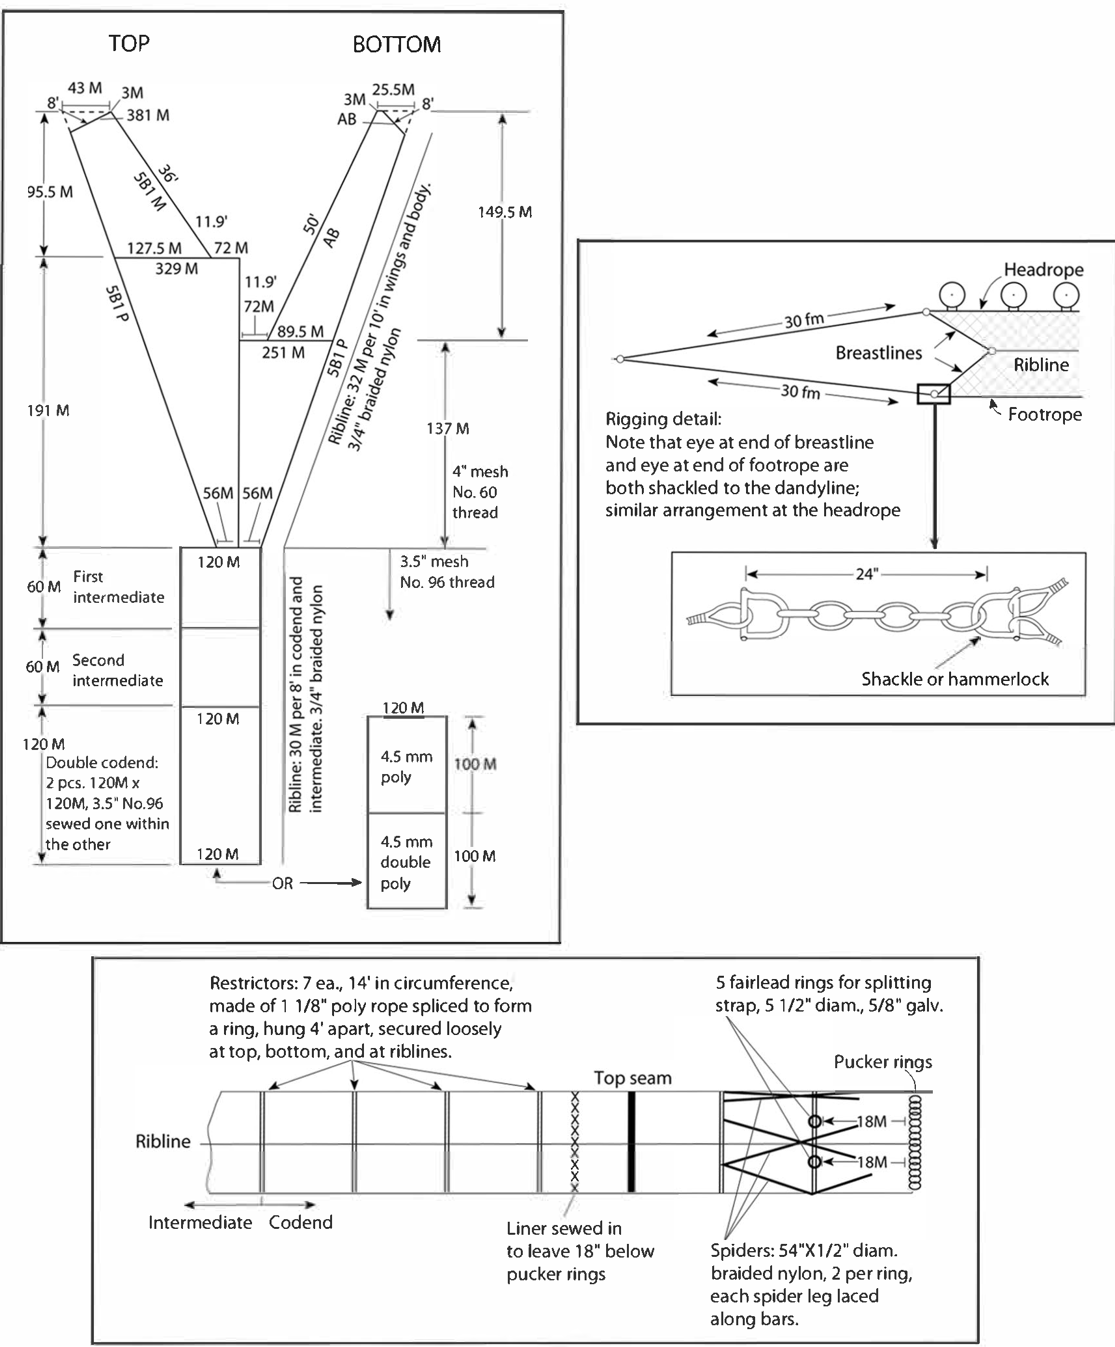 TOP
BOTTOM
43 M
8'
3M
381 M
36'
5B1 M
95.5 M
11.9'
127.5 M
72 M
329 M
5B1 P
191 M
56M
56M
25.5M
3M
8'
AB
50'
AB
149.5 M
11.9'
72M
89.5 M
251 M
5B1 P
Ribline: 32 M per 10' in wings and body.
3/4" braided nylon
137 M
4" mesh
No. 60
thread
3.5" mesh
No. 96 thread
120 M
60 M
First
intermediate
60 M
Second
intermediate
120 M
120 M
Double codend:
2 pcs. 120M x
120M, 3.5" No.96
sewed one within
the other
120 M
Ribline: 30 M per 8' in codend and
intermediate. 3/4" braided nylon
OR
120 M
4.5 mm
poly
100 M
4.5 mm
double
poly
100 M
Headrope
30 fm
Breastlines
Ribline
30 fm
Footrope
Rigging detail:
Note that eye at end of breastline
and eye at end of footrope are
both shackled to the dandyline;
similar arrangement at the headrope
24"
Shackle or hammerlock
Restrictors: 7 ea., 14' in circumference,
made of 1 1/8" poly rope spliced to form
a ring, hung 4' apart, secured loosely
at top, bottom, and at riblines.
5 fairlead rings for splitting
strap, 5 1/2" diam., 5/8" galv.
Pucker rings
Top seam
18M
Ribline
18M
Intermediate
Codend
Liner sewed in
to leave 18" below
pucker rings
Spiders: 54"X1/2" diam.
braided nylon, 2 per ring,
each spider leg laced
along bars.